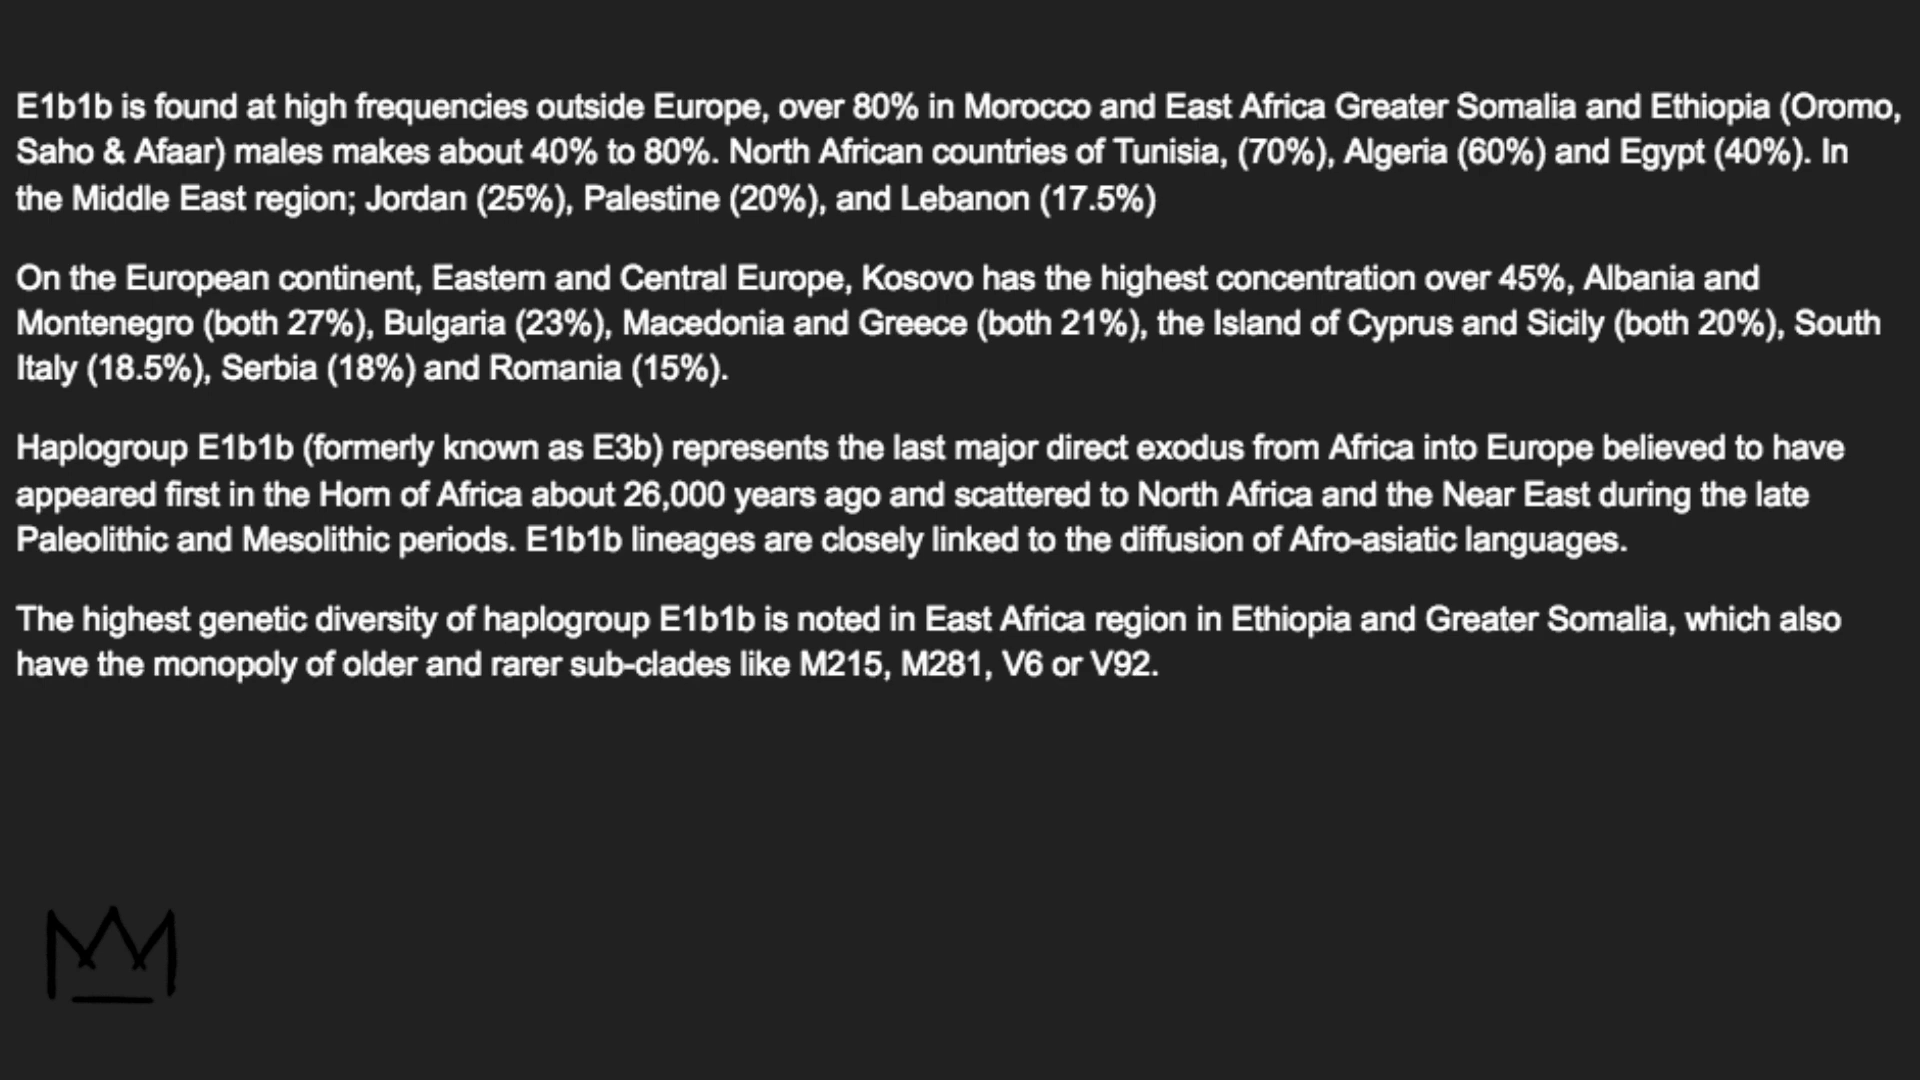 E1b1b is found at high frequencies outside Europe, over 80% in Morocco and East Africa Greater Somalia and Ethiopia (Oromo,
Saho & Afaar) males makes about 40% to 80%. North African countries of Tunisia, (70%), Algeria (60%) and Egypt (40%). In
the Middle East region; Jordan (25%), Palestine (20%), and Lebanon (17.5%)
On the European continent, Eastern and Central Europe, Kosovo has the highest concentration over 45%, Albania and
Montenegro (both 27%), Bulgaria (23%), Macedonia and Greece (both 21%), the Island of Cyprus and Sicily (both 20%), South
Italy (18.5%), Serbia (18%) and Romania (15%).
Haplogroup E1b1b (formerly known as E3b) represents the last major direct exodus from Africa into Europe believed to have
appeared first in the Horn of Africa about 26,000 years ago and scattered to North Africa and the Near East during the late
Paleolithic and Mesolithic periods. E1b1b lineages are closely linked to the diffusion of Afro-asiatic languages.
The highest genetic diversity of haplogroup E1b1b is noted in East Africa region in Ethiopia and Greater Somalia, which also
have the monopoly of older and rarer sub-clades like M215, M281, V6 or V92.